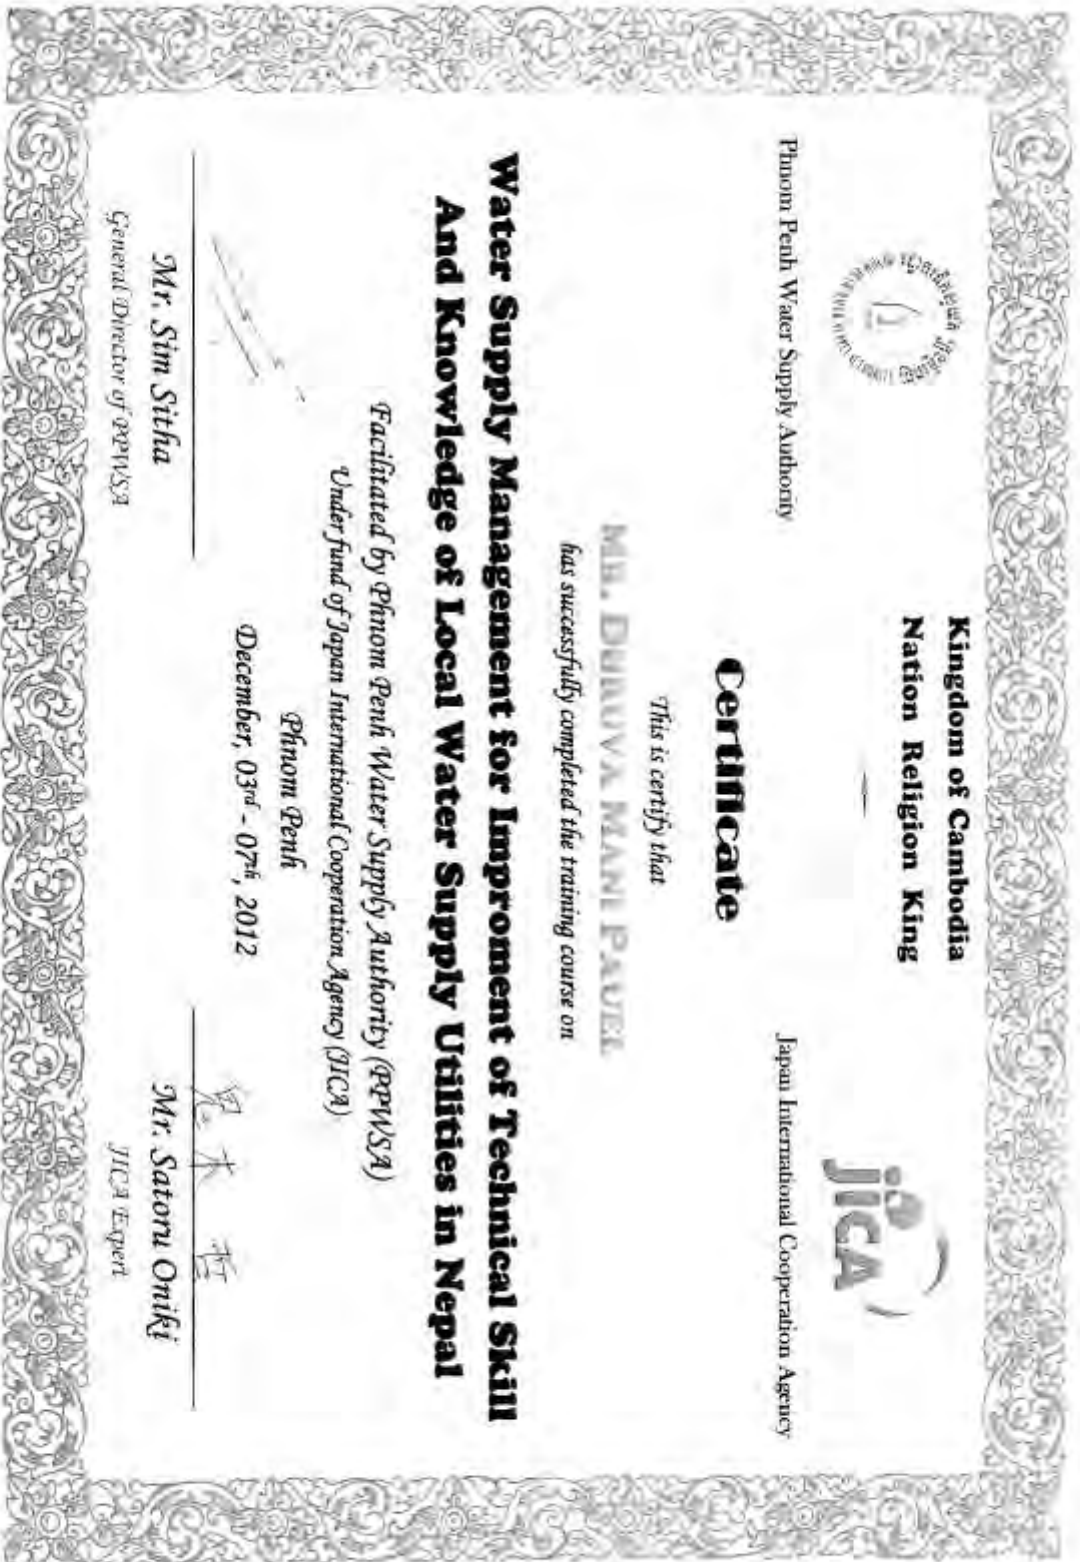 Kingdom of Cambodia
Nation Religion King
jica
Phnom Penh Water Supply Authority
Japan International Cooperation Agency
Certificate
This is certify that
MR. DHRUVA MANI PAUEL
has successfully completed the training course on
Water Supply Management for Improment of Technical Skill
And Knowledge of Local Water Supply Utilities in Nepal
Facilitated by Phnom Penh Water Supply Authority (PPWSA)
Under fund of Japan International Cooperation Agency (JICA)
Phnom Penh
December, 03rd - 07th, 2012
鬼木 哲
Mr. Sim Sitha
General Director of PPWSA
Mr. Satoru Oniki
JICA Expert